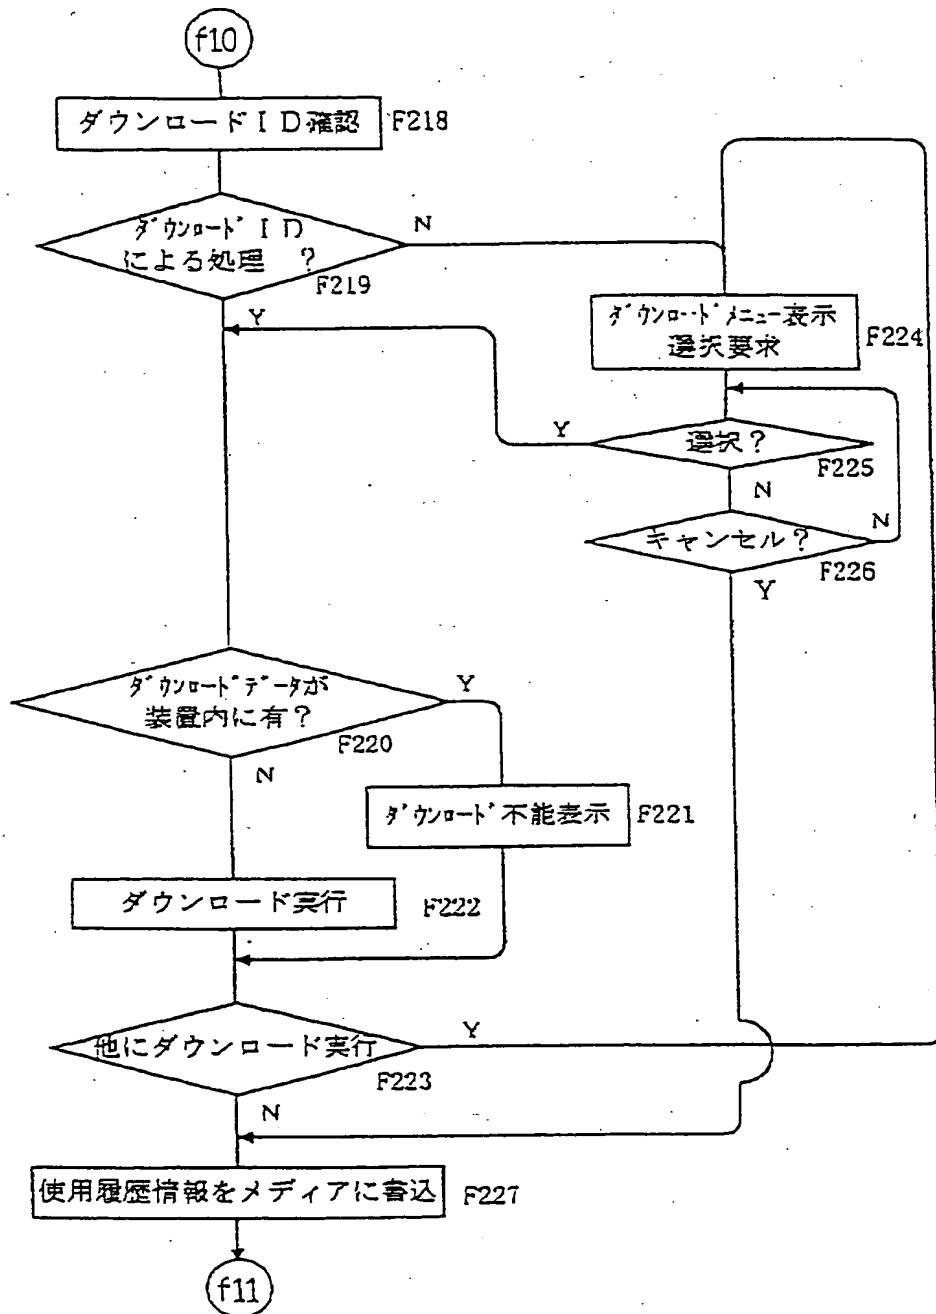 f10
ダウンロードID確認 F218
ダウンロードID
による処理 ?
F219
N
Y
ダウンロードメニュー表示
選択要求
F224
選択?
F225
Y
N
キャンセル?
F226
N
Y
ダウンロードデータが
装置内に有?
F220
Y
N
ダウンロード不能表示 F221
ダウンロード実行 F222
他にダウンロード実行
F223
Y
N
使用履歴情報をメディアに書込 F227
f11